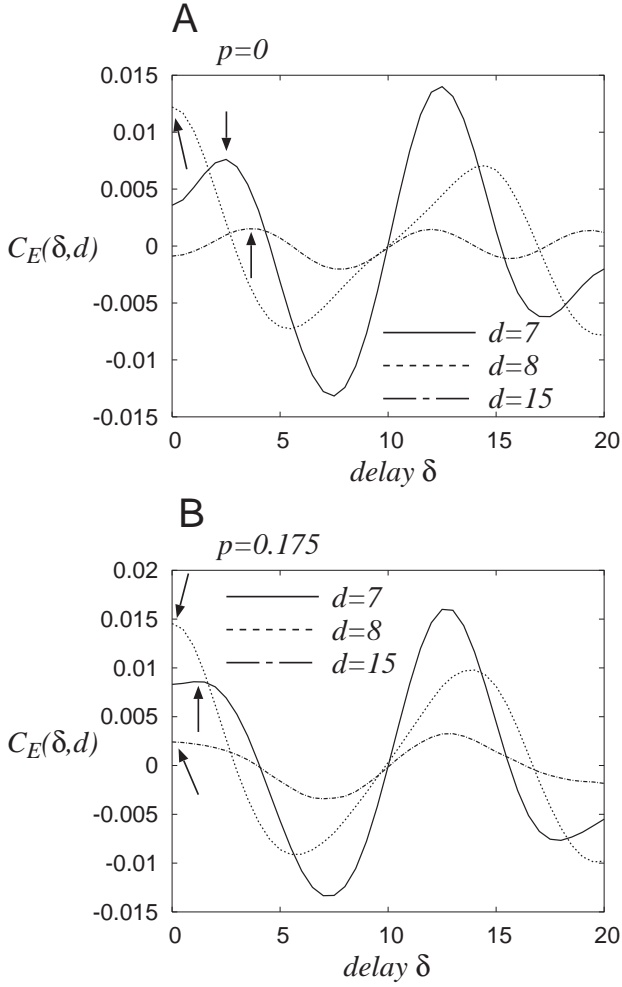 A
p=0
0.015
0.01
0.005
0
-0.005
-0.01
-0.015
C_E(δ,d)
d=7
d=8
d=15
0 5 10 15 20
delay δ
B
p=0.175
0.02
0.015
0.01
0.005
0
-0.005
-0.01
-0.015
C_E(δ,d)
d=7
d=8
d=15
0 5 10 15 20
delay δ